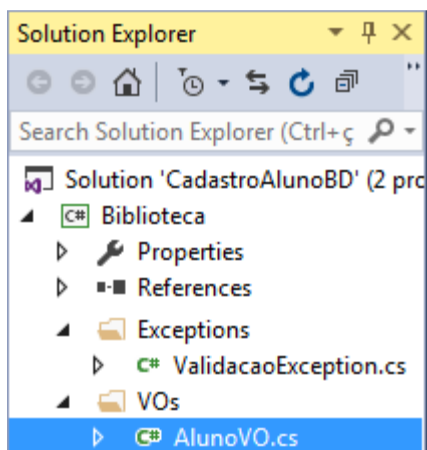 Solution Explorer
Search Solution Explorer (Ctrl+ç
Solution 'CadastroAlunoBD' (2 pro
C# Biblioteca
Properties
References
Exceptions
C# ValidacaoException.cs
VOs
C# AlunoVO.cs